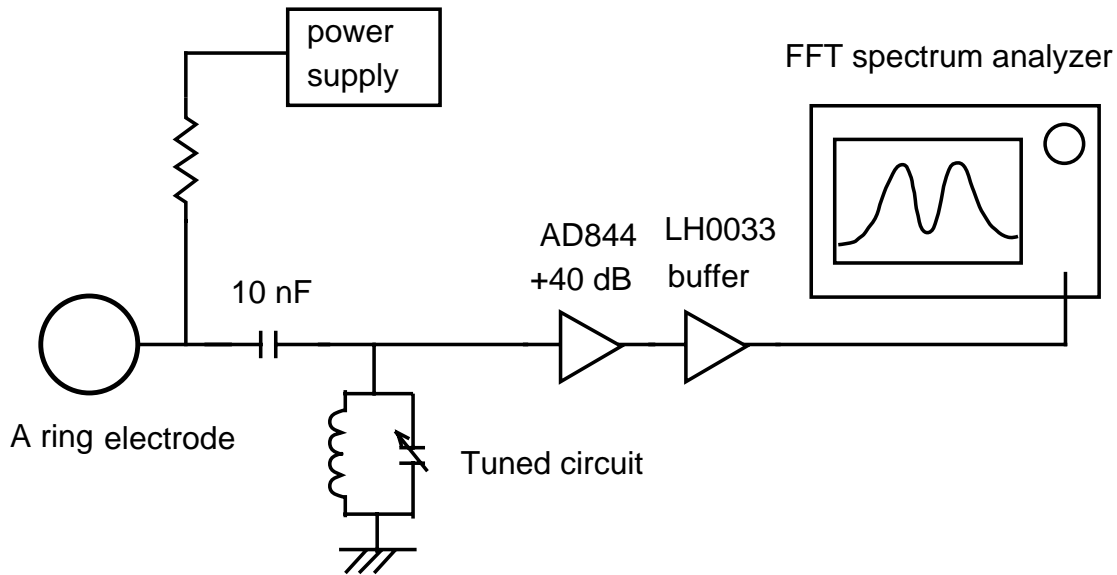 power
supply
FFT spectrum analyzer
AD844
+40 dB
LH0033
buffer
10 nF
A ring electrode
Tuned circuit